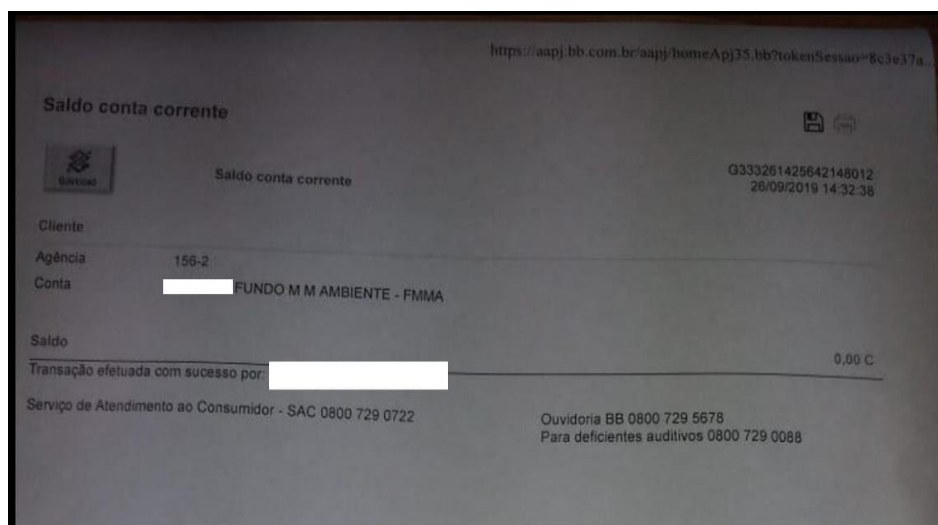 https://aapj.bb.com.br/aapj/homeApj35.bb?tokenSessao=8c3e37a...
Saldo conta corrente
GOVERNO
Saldo conta corrente
G333261425642148012
26/09/2019 14:32:38
Cliente
Agência 156-2
Conta FUNDO M M AMBIENTE - FMMA
Saldo
0,00 C
Transação efetuada com sucesso por:
Serviço de Atendimento ao Consumidor - SAC 0800 729 0722
Ouvidoria BB 0800 729 5678
Para deficientes auditivos 0800 729 0088